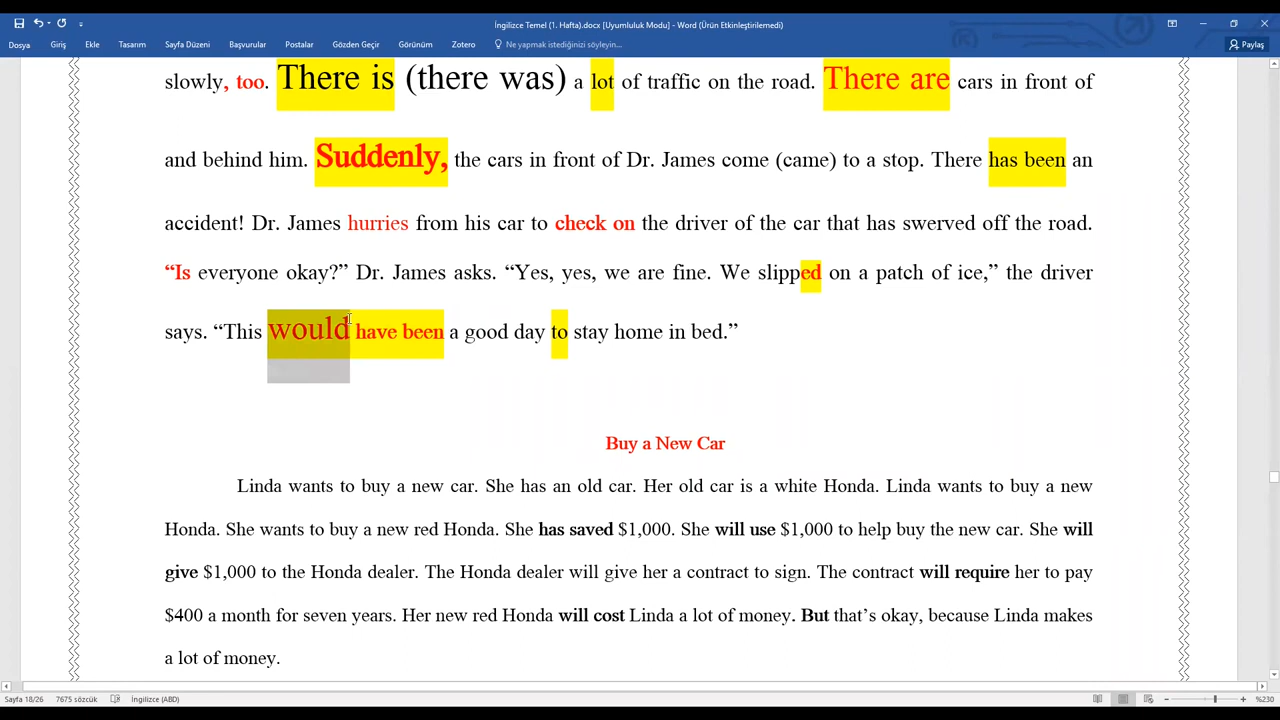 İngilizce Temel (1. Hafta).docx [Uyumluluk Modu] - Word (Ürün Etkinleştirilemedi)
Dosya Giriş Ekle Tasarım Sayfa Düzeni Başvurular Postalar Gözden Geçir Görünüm Zotero Ne yapmak istediğinizi söyleyin... Paylaş
slowly, too. There is (there was) a lot of traffic on the road. There are cars in front of
and behind him. Suddenly, the cars in front of Dr. James come (came) to a stop. There has been an
accident! Dr. James hurries from his car to check on the driver of the car that has swerved off the road.
“Is everyone okay?” Dr. James asks. “Yes, yes, we are fine. We slipped on a patch of ice,” the driver
says. “This would have been a good day to stay home in bed.”
Buy a New Car
Linda wants to buy a new car. She has an old car. Her old car is a white Honda. Linda wants to buy a new
Honda. She wants to buy a new red Honda. She has saved $1,000. She will use $1,000 to help buy the new car. She will
give $1,000 to the Honda dealer. The Honda dealer will give her a contract to sign. The contract will require her to pay
$400 a month for seven years. Her new red Honda will cost Linda a lot of money. But that’s okay, because Linda makes
a lot of money.
Sayfa 18/26 7675 sözcük İngilizce (ABD) %230